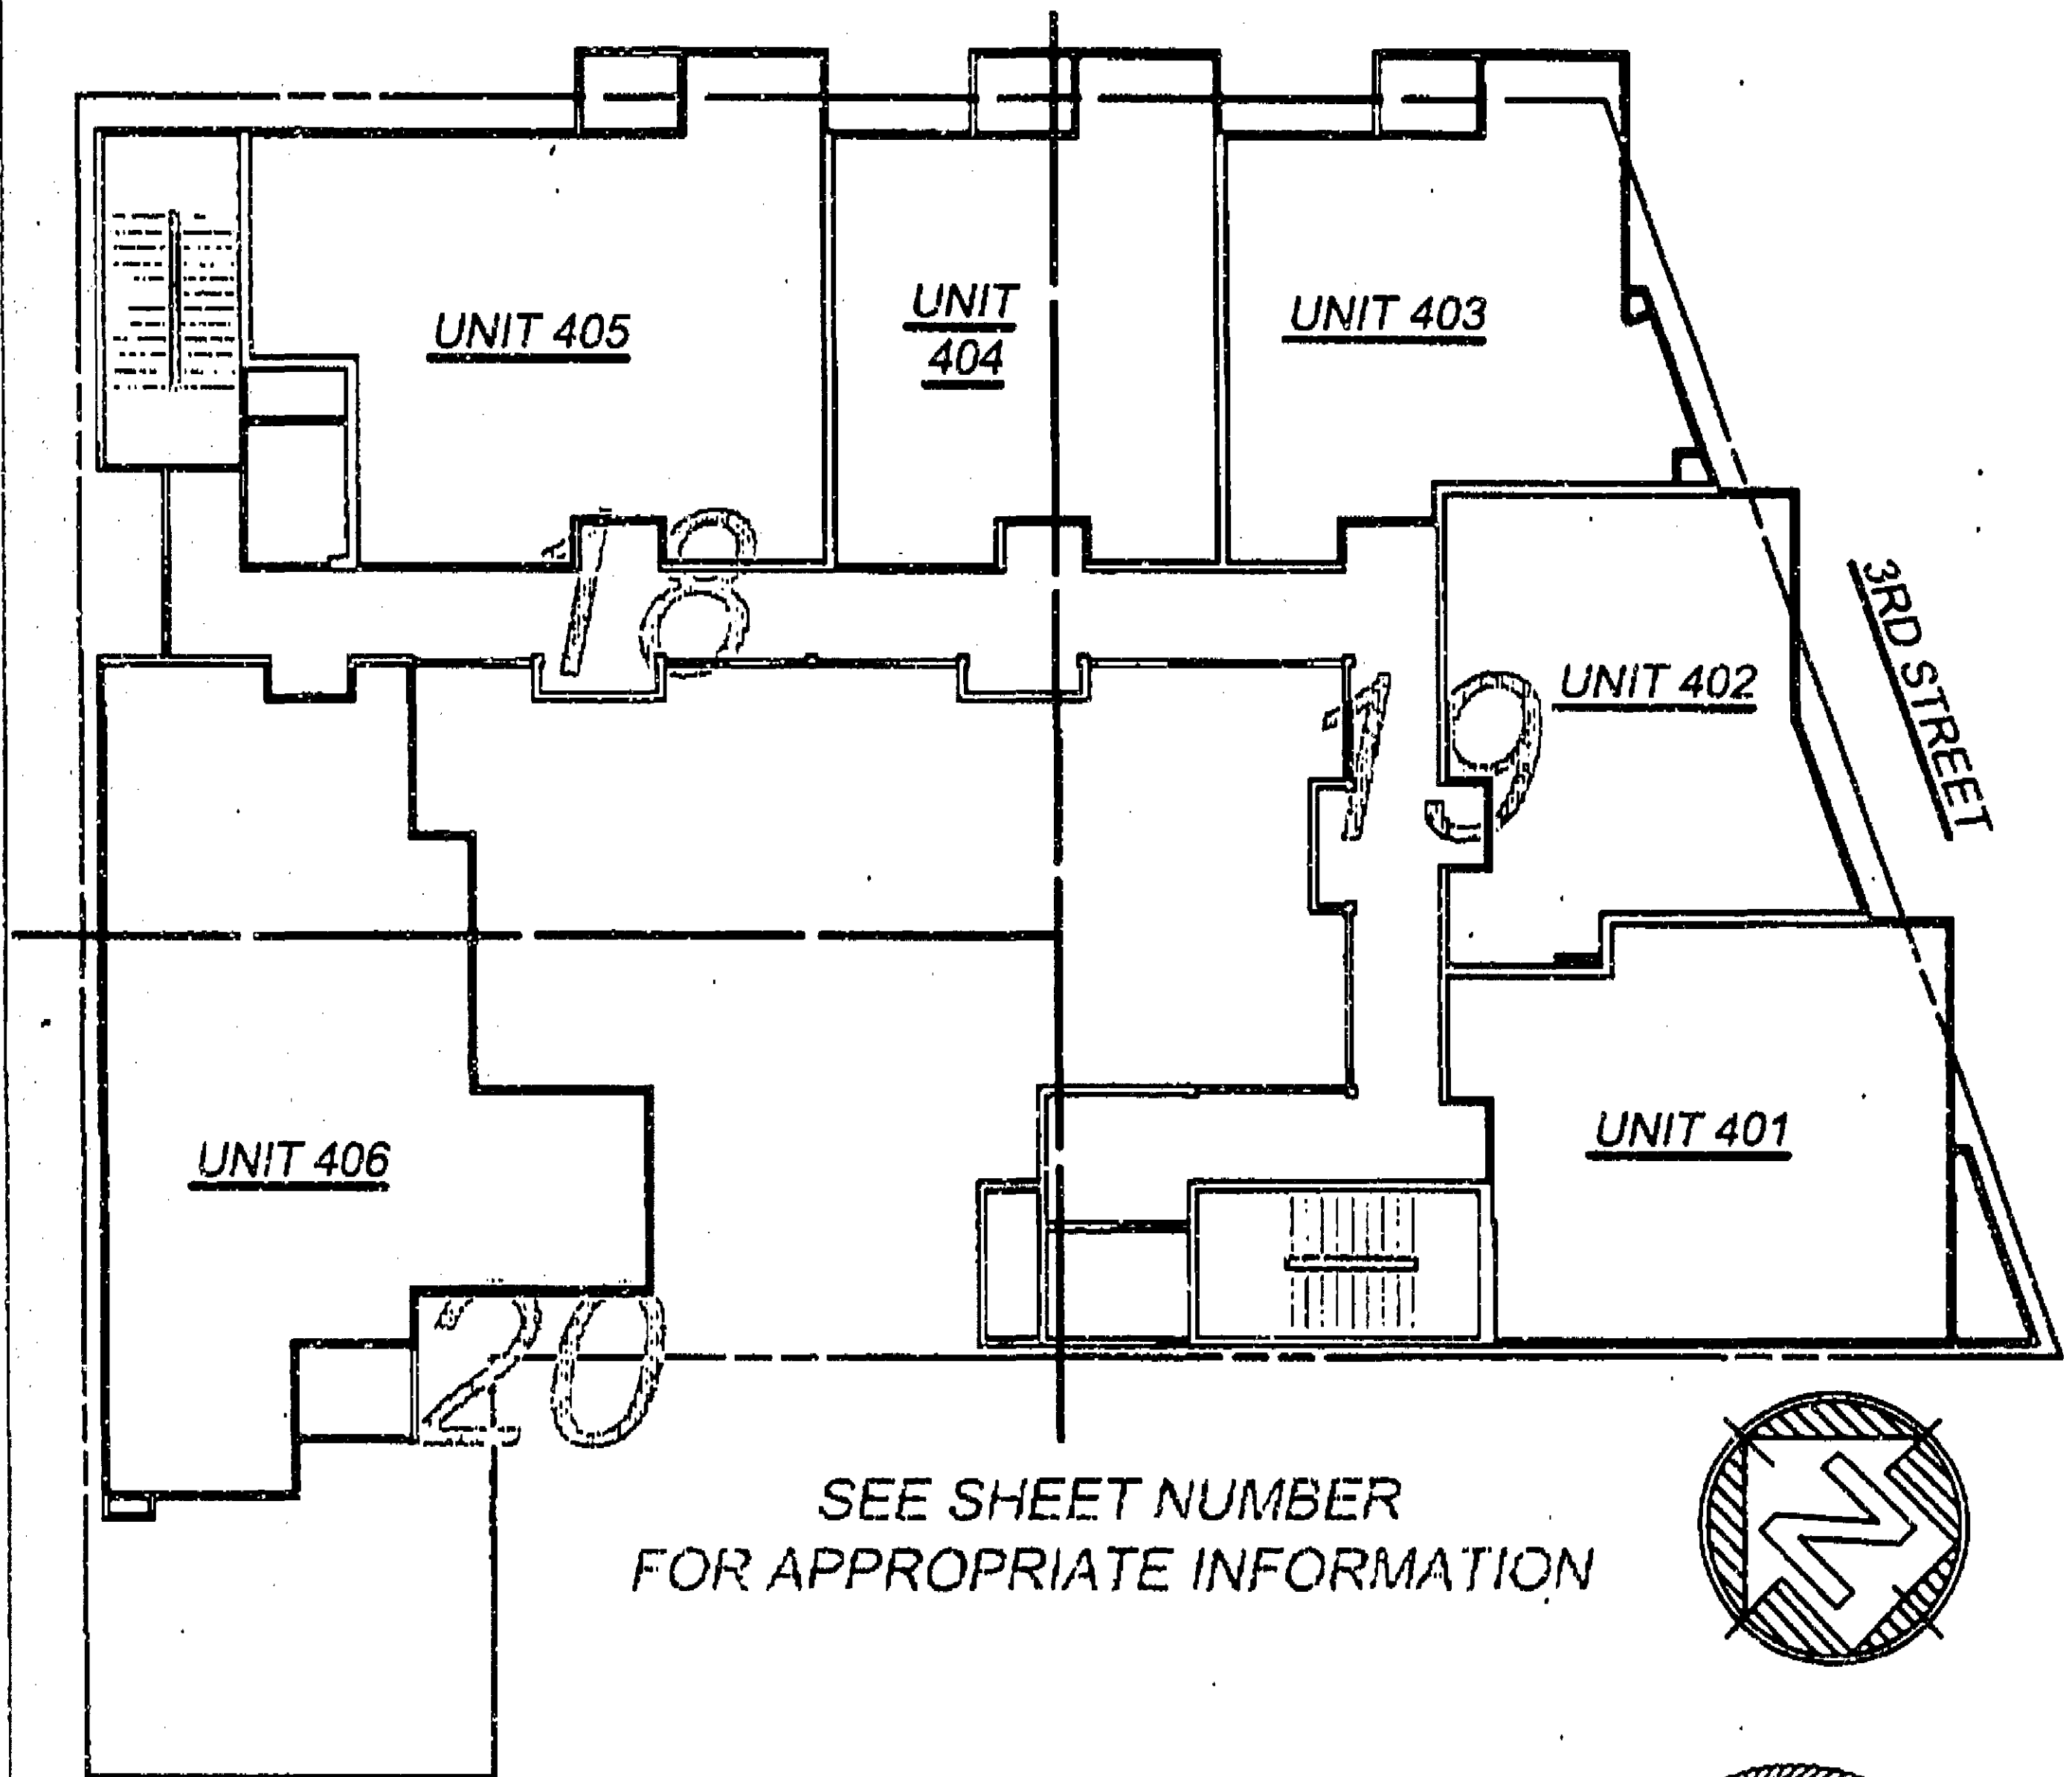 UNIT 405
UNIT
404
UNIT 403
18
UNIT 402
19
3RD STREET
UNIT 406
UNIT 401
20
SEE SHEET NUMBER
FOR APPROPRIATE INFORMATION
N